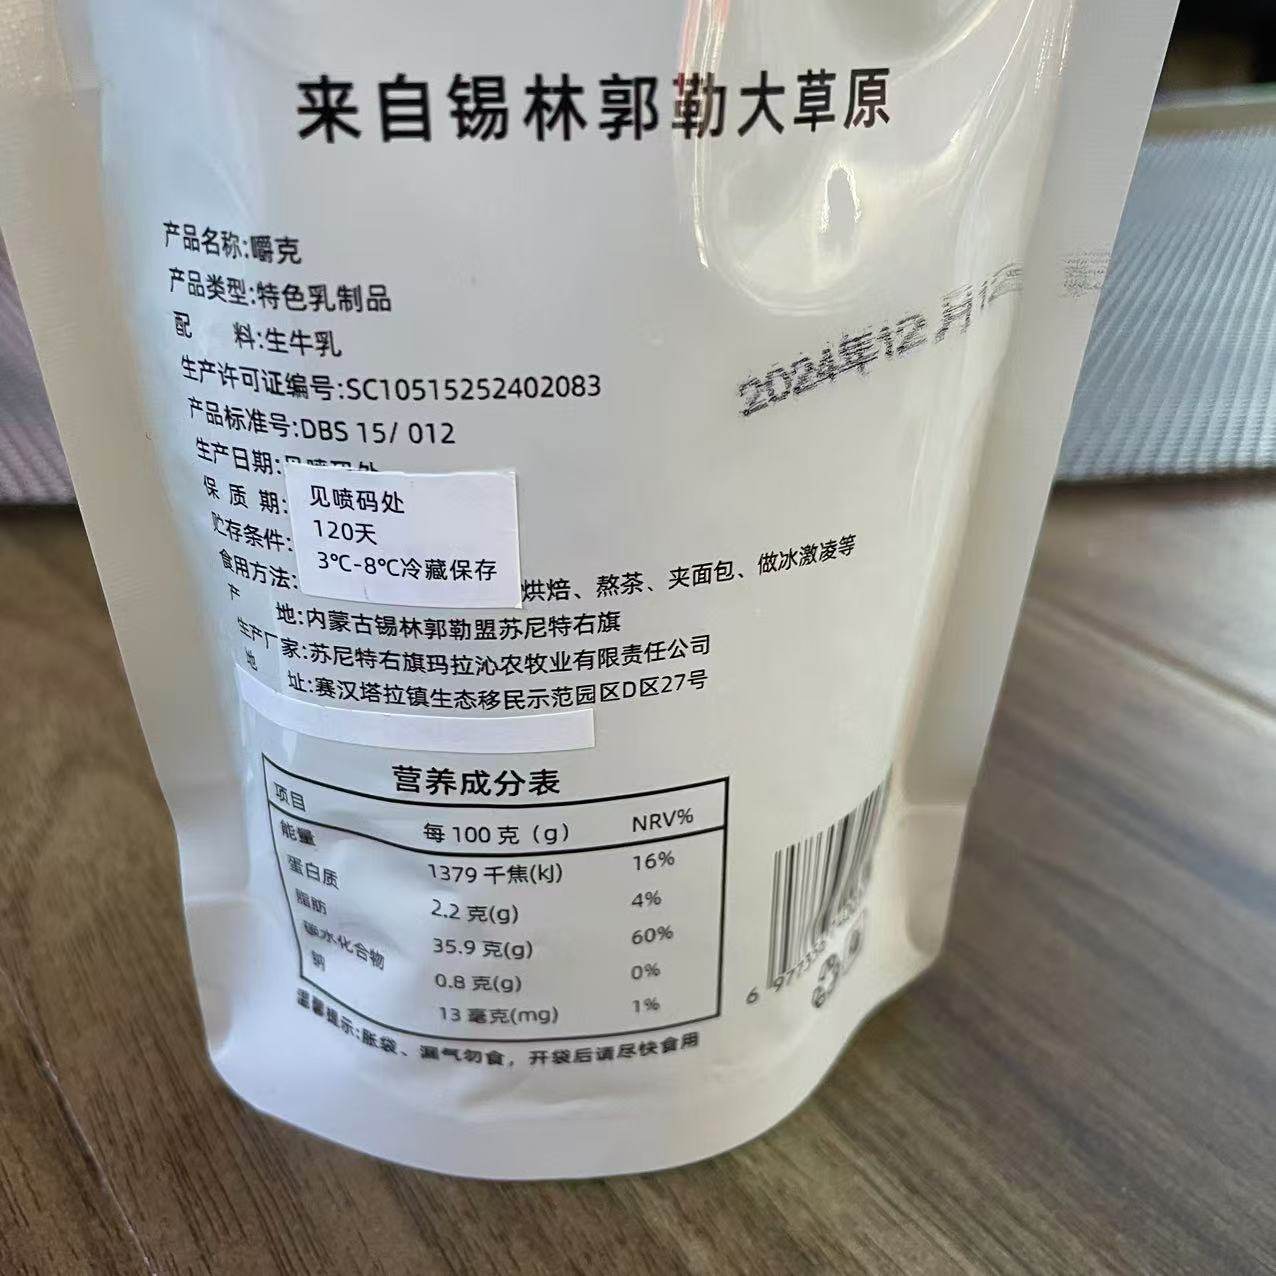 来自锡林郭勒大草原
产品名称:嚼克
产品类型:特色乳制品
配 料:生牛乳
生产许可证编号:SC10515252402083
产品标准号:DBS 15/ 012
2024年12月
生产日期:见喷码处
见喷码处
保 质 期:120天
贮存条件:3℃-8℃冷藏保存
食用方法: 烘焙、熬茶、夹面包、做冰激凌等
产 地:内蒙古锡林郭勒盟苏尼特右旗
生产厂家:苏尼特右旗玛拉沁农牧业有限责任公司
地 址:赛汉塔拉镇生态移民示范园区D区27号
营养成分表
项目 每 100 克（g） NRV%
能量 1379 千焦(kJ) 16%
蛋白质 2.2 克(g) 4%
脂肪 35.9 克(g) 60%
碳水化合物 0.8 克(g) 0%
钠 13 毫克(mg) 1%
温馨提示:胀袋、漏气勿食，开袋后请尽快食用